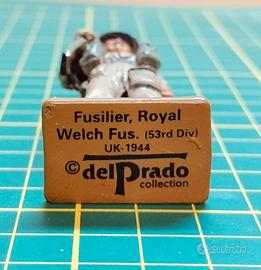 Fusilier, Royal
Welch Fus. (53rd Div)
UK-1944
© delPrado
collection
subito